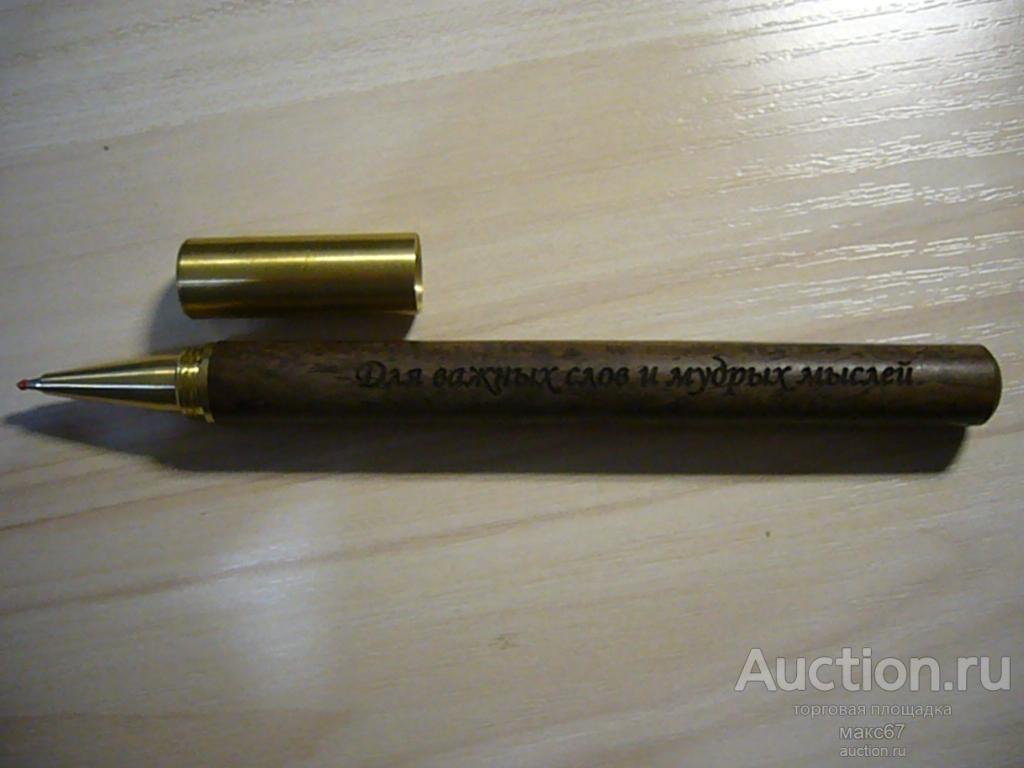 Для важных слов и мудрых мыслей
Auction.ru
торговая площадка
макс67
auction.ru